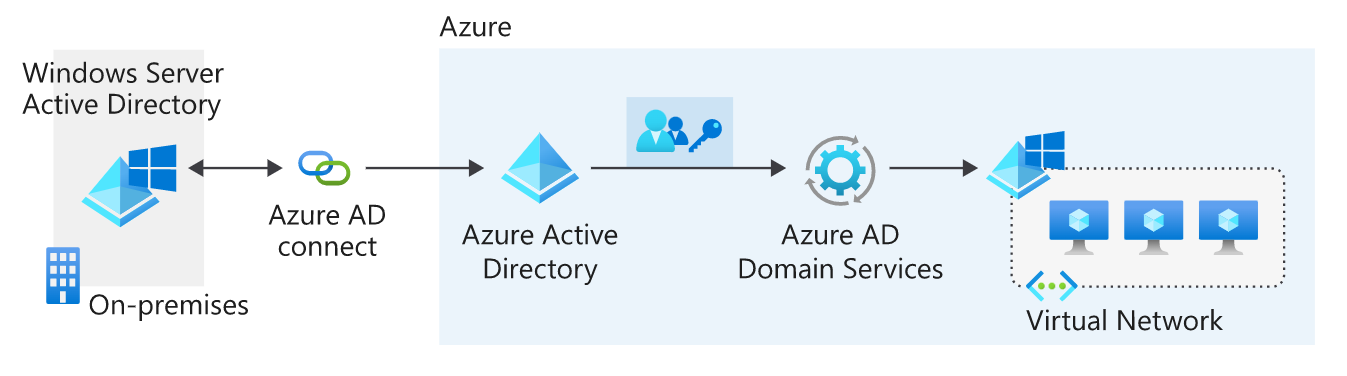 Azure
Windows Server
Active Directory
Azure AD
connect
Azure Active
Directory
Azure AD
Domain Services
On-premises
Virtual Network